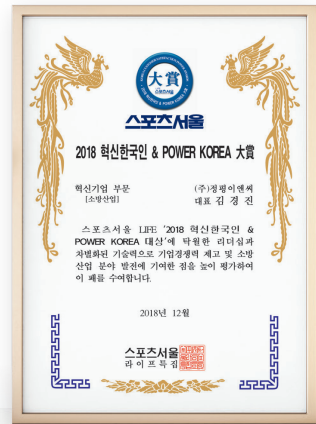 大賞
스포츠서울
스포츠서울
2018 혁신한국인 & POWER KOREA 大賞
혁신기업 부문
[소방산업]
(주)정평이앤씨
대표 김경진
스포츠서울 LIFE '2018 혁신한국인 &
POWER KOREA 대상'에 탁월한 리더십과
차별화된 기술력으로 기업경쟁력 제고 및 소방
산업 분야 발전에 기여한 점을 높이 평가하여
이 패를 수여합니다.
2018년 12월
스포츠서울
라이프특집